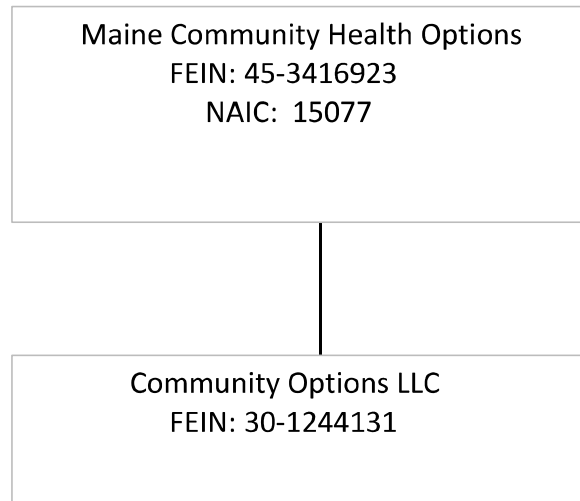 Maine Community Health Options
FEIN: 45-3416923
NAIC: 15077
Community Options LLC
FEIN: 30-1244131